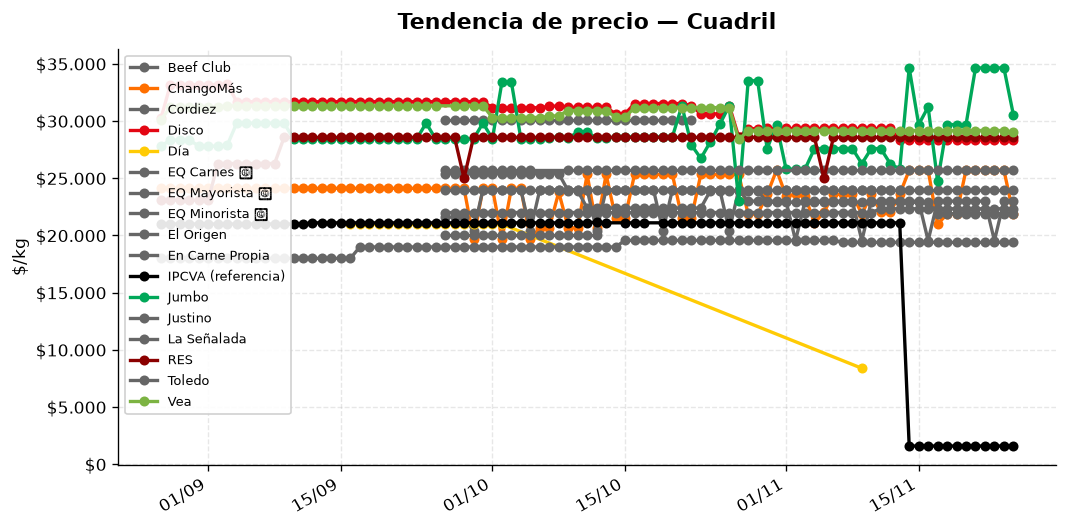 Tendencia de precio — Cuadril
$35.000
$30.000
$25.000
$20.000
$15.000
$10.000
$5.000
$0
$/kg
Beef Club
ChangoMás
Cordiez
Disco
Día
EQ Carnes
EQ Mayorista
EQ Minorista
El Origen
En Carne Propia
IPCVA (referencia)
Jumbo
Justino
La Señalada
RES
Toledo
Vea
01/09
15/09
01/10
15/10
01/11
15/11